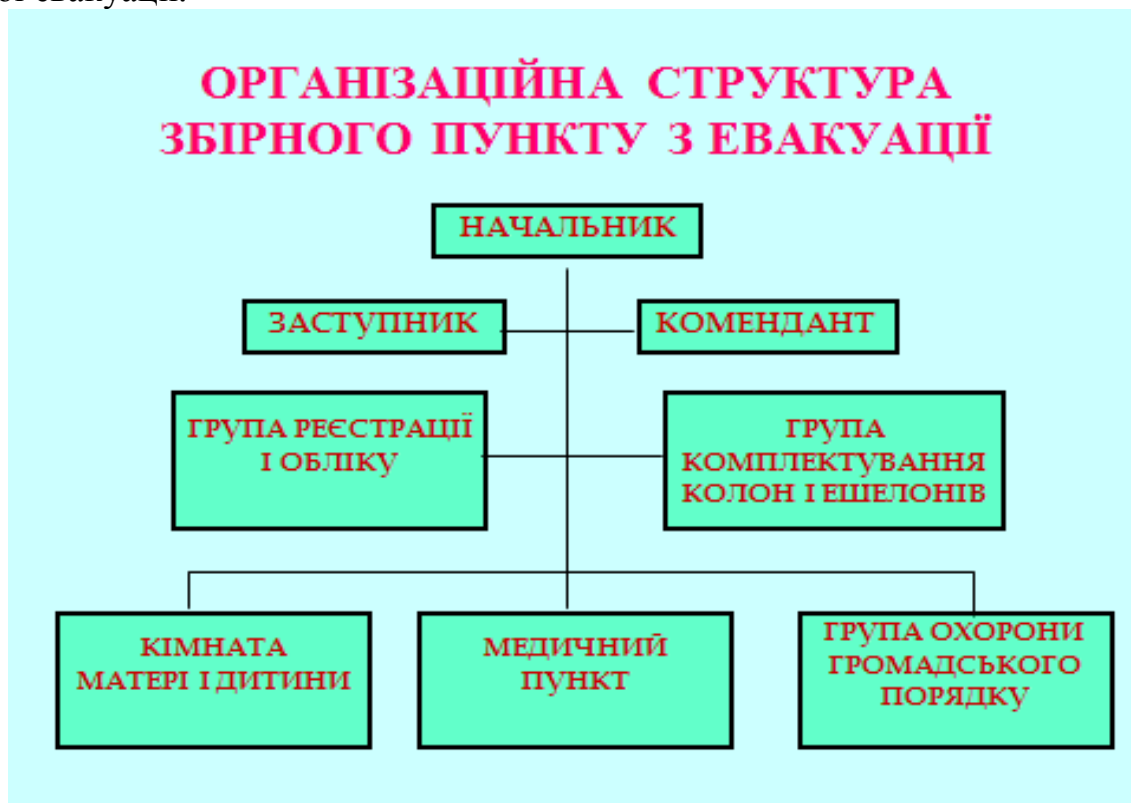 ОРГАНІЗАЦІЙНА СТРУКТУРА
ЗБІРНОГО ПУНКТУ З ЕВАКУАЦІЇ
НАЧАЛЬНИК
ЗАСТУПНИК
КОМЕНДАНТ
ГРУПА РЕЄСТРАЦІЇ
І ОБЛІКУ
ГРУПА
КОМПЛЕКТУВАННЯ
КОЛОН І ЕШЕЛОНІВ
КІМНАТА
МАТЕРІ І ДИТИНИ
МЕДИЧНИЙ
ПУНКТ
ГРУПА ОХОРОНИ
ГРОМАДСЬКОГО
ПОРЯДКУ